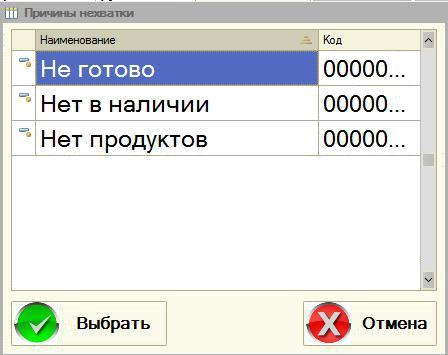 Причины нехватки
Наименование Код
Не готово 00000...
Нет в наличии 00000...
Нет продуктов 00000...
Выбрать Отмена